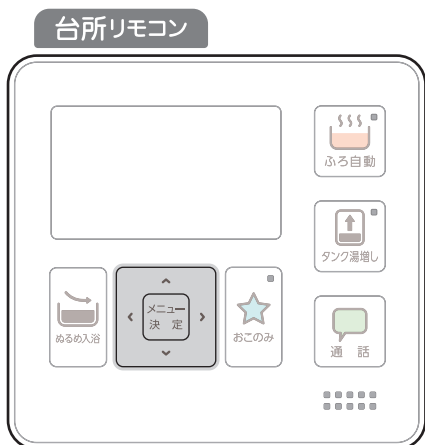 台所リモコン
ふろ自動
タンク湯増し
ぬるめ入浴
メニュー
決 定
おこのみ
通 話